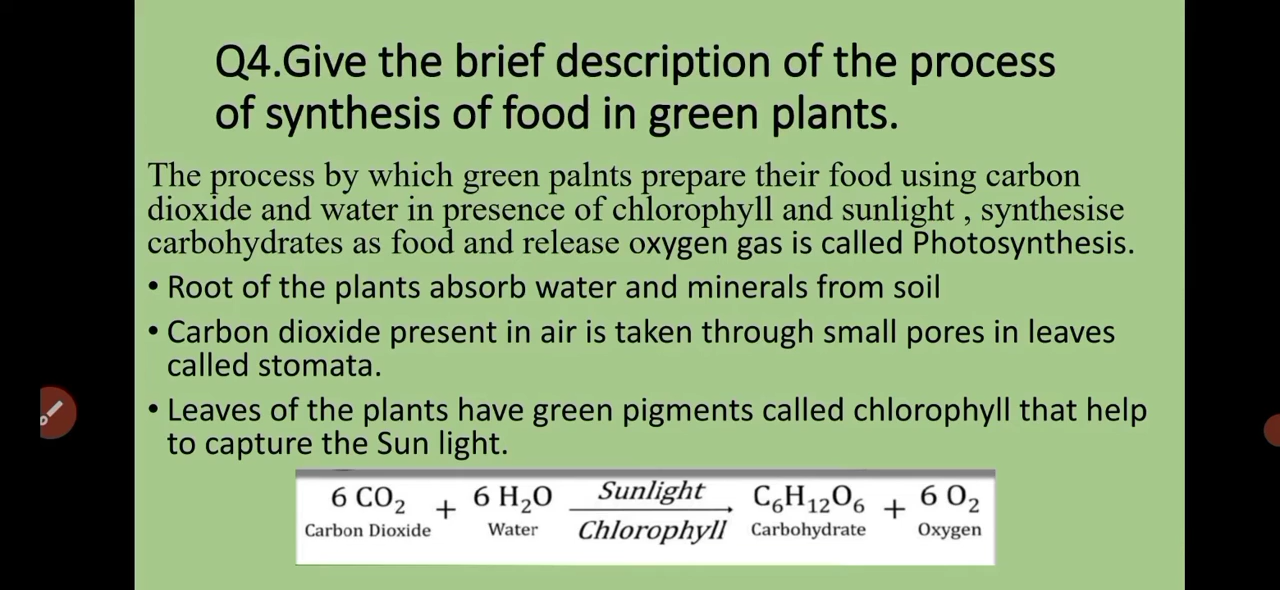 Q4.Give the brief description of the process
of synthesis of food in green plants.
The process by which green palnts prepare their food using carbon
dioxide and water in presence of chlorophyll and sunlight , synthesise
carbohydrates as food and release oxygen gas is called Photosynthesis.
• Root of the plants absorb water and minerals from soil
• Carbon dioxide present in air is taken through small pores in leaves
called stomata.
• Leaves of the plants have green pigments called chlorophyll that help
to capture the Sun light.
6 CO₂ + 6 H₂O Sunlight C₆H₁₂O₆ + 6 O₂
Carbon Dioxide Water Chlorophyll Carbohydrate Oxygen